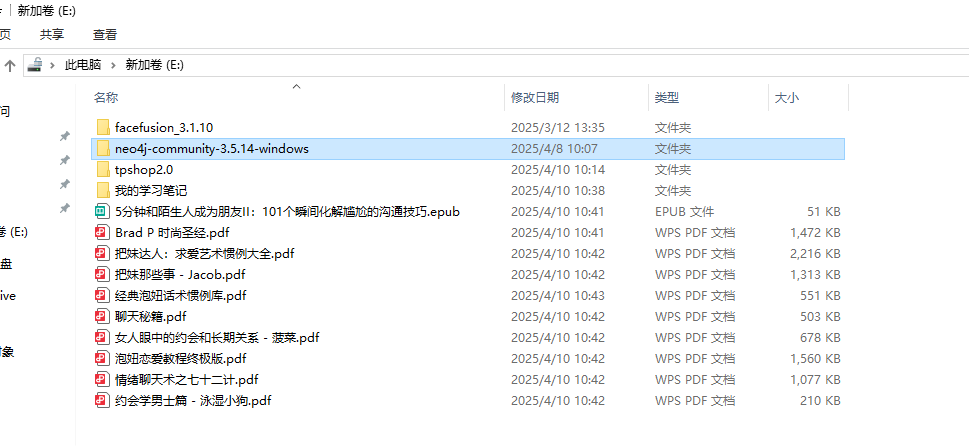 新加卷 (E:)
页 共享 查看
此电脑 › 新加卷 (E:)
名称 修改日期 类型 大小
问
facefusion_3.1.10 2025/3/12 13:35 文件夹
neo4j-community-3.5.14-windows 2025/4/8 10:07 文件夹
tpshop2.0 2025/4/10 10:14 文件夹
我的学习笔记 2025/4/10 10:38 文件夹
5分钟和陌生人成为朋友II：101个瞬间化解尴尬的沟通技巧.epub 2025/4/10 10:41 EPUB 文件 51 KB
卷 (E:)
Brad P 时尚圣经.pdf 2025/4/10 10:41 WPS PDF 文档 1,472 KB
把妹达人：求爱艺术惯例大全.pdf 2025/4/10 10:42 WPS PDF 文档 2,216 KB
盘
把妹那些事 - Jacob.pdf 2025/4/10 10:42 WPS PDF 文档 1,313 KB
ive
经典泡妞话术惯例库.pdf 2025/4/10 10:43 WPS PDF 文档 551 KB
聊天秘籍.pdf 2025/4/10 10:42 WPS PDF 文档 503 KB
女人眼中的约会和长期关系 - 菠菜.pdf 2025/4/10 10:42 WPS PDF 文档 678 KB
对象
泡妞恋爱教程终极版.pdf 2025/4/10 10:42 WPS PDF 文档 1,560 KB
情绪聊天术之七十二计.pdf 2025/4/10 10:42 WPS PDF 文档 1,077 KB
约会学男士篇 - 泳湿小狗.pdf 2025/4/10 10:42 WPS PDF 文档 210 KB